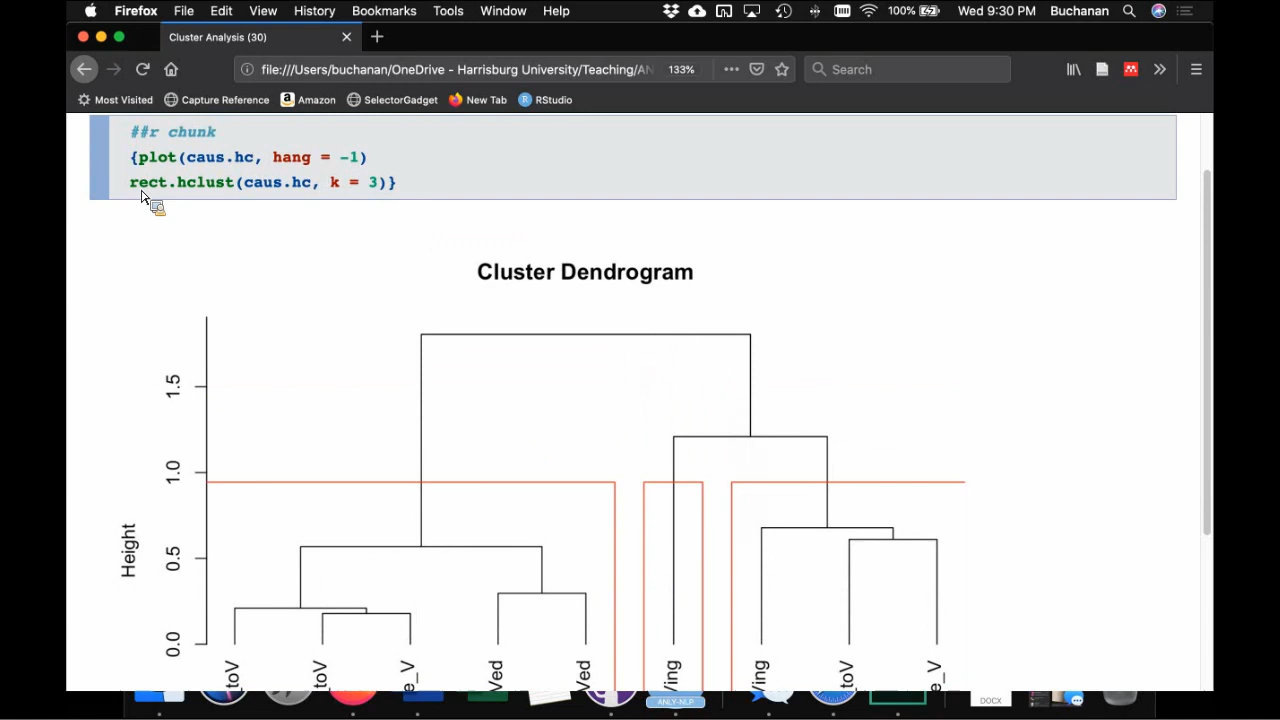 Firefox File Edit View History Bookmarks Tools Window Help 100% Wed 9:30 PM Buchanan
Cluster Analysis (30)
file:///Users/buchanan/OneDrive - Harrisburg University/Teaching/AN 133% Search
Most Visited Capture Reference Amazon SelectorGadget New Tab RStudio
##r chunk
{plot(caus.hc, hang = -1)
rect.hclust(caus.hc, k = 3)}
Cluster Dendrogram
Height
1.5
1.0
0.5
0.0
_toV
toV
e_V
Ved
Ved
/ing
/ing
toV
e_V
ANLY-NLP
DOCX